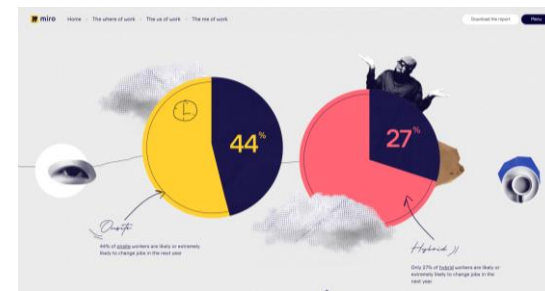 miro Home · The where of work · The us of work · The me of work Download the report Menu
44%
27%
Onsite
44% of onsite workers are likely or extremely
likely to change jobs in the next year
Hybrid
Only 27% of hybrid workers are likely or
extremely likely to change jobs in the next
year